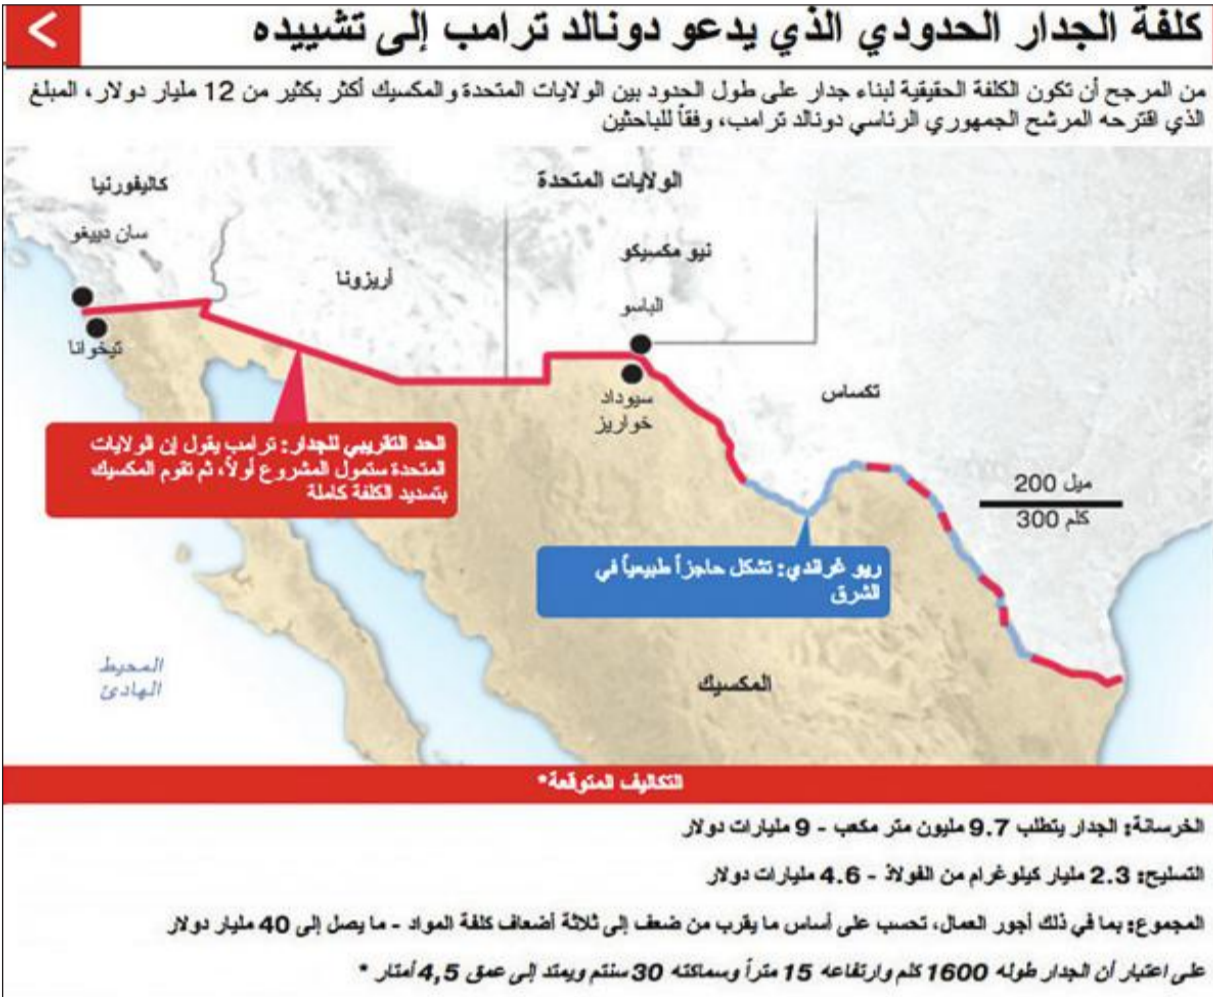 كلفة الجدار الحدودي الذي يدعو دونالد ترامب إلى تشييده
من المرجح أن تكون الكلفة الحقيقية لبناء جدار على طول الحدود بين الولايات المتحدة والمكسيك أكثر بكثير من 12 مليار دولار، المبلغ
الذي اقترحه المرشح الجمهوري الرئاسي دونالد ترامب، وفقاً للباحثين
الولايات المتحدة
كاليفورنيا
سان دييغو
نيو مكسيكو
أريزونا
الباسو
تيخوانا
تكساس
سيوداد
خواريز
الحد التقريبي للجدار: ترامب يقول إن الولايات
المتحدة ستمول المشروع أولاً، ثم تقوم المكسيك
بتسديد الكلفة كاملة
200 ميل
300 كلم
ريو غراندي: تشكل حاجزاً طبيعياً في
الشرق
المحيط
الهادئ
المكسيك
التكاليف المتوقعة*
الخرسانة: الجدار يتطلب 9.7 مليون متر مكعب - 9 مليارات دولار
التسليح: 2.3 مليار كيلوغرام من الفولاذ - 4.6 مليارات دولار
المجموع: بما في ذلك أجور العمال، تحسب على أساس ما يقرب من ضعف إلى ثلاثة أضعاف كلفة المواد - ما يصل إلى 40 مليار دولار
على اعتبار أن الجدار طوله 1600 كلم وارتفاعه 15 متراً وسماكته 30 سنتم ويمتد إلى عمق 4,5 أمتار *